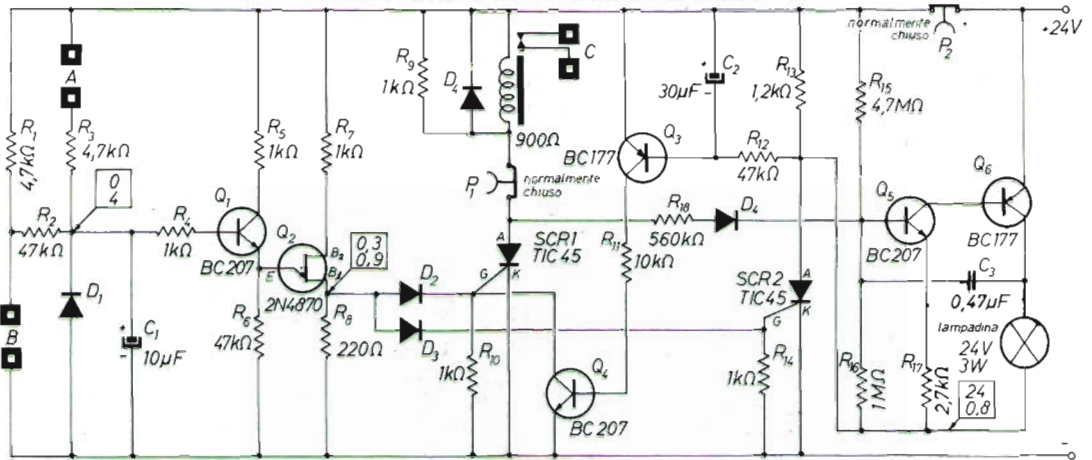 A
R3
4,7kΩ
R1
4,7kΩ
0
4
R2
47kΩ
R4
1kΩ
D1
B
C1
+
-
10µF
R5
1kΩ
R7
1kΩ
Q1
BC207
Q2
B2
B1
E
2N4870
0,3
0,9
R6
47kΩ
R8
220Ω
D2
D3
R9
1kΩ
D4
C
900Ω
P1
normalmente
chiuso
A
G
K
SCR1
TIC45
R10
1kΩ
Q3
BC177
C2
+
-
30µF
R13
1,2kΩ
R12
47kΩ
R18
560kΩ
D4
R11
10kΩ
Q4
BC207
SCR2
TIC45
A
K
G
R14
1kΩ
normalmente
chiuso
P2
+24V
R15
4,7MΩ
Q5
BC207
Q6
BC177
C3
0,47µF
lampadina
24V
3W
R16
1MΩ
R17
2,7kΩ
24
0,8
-